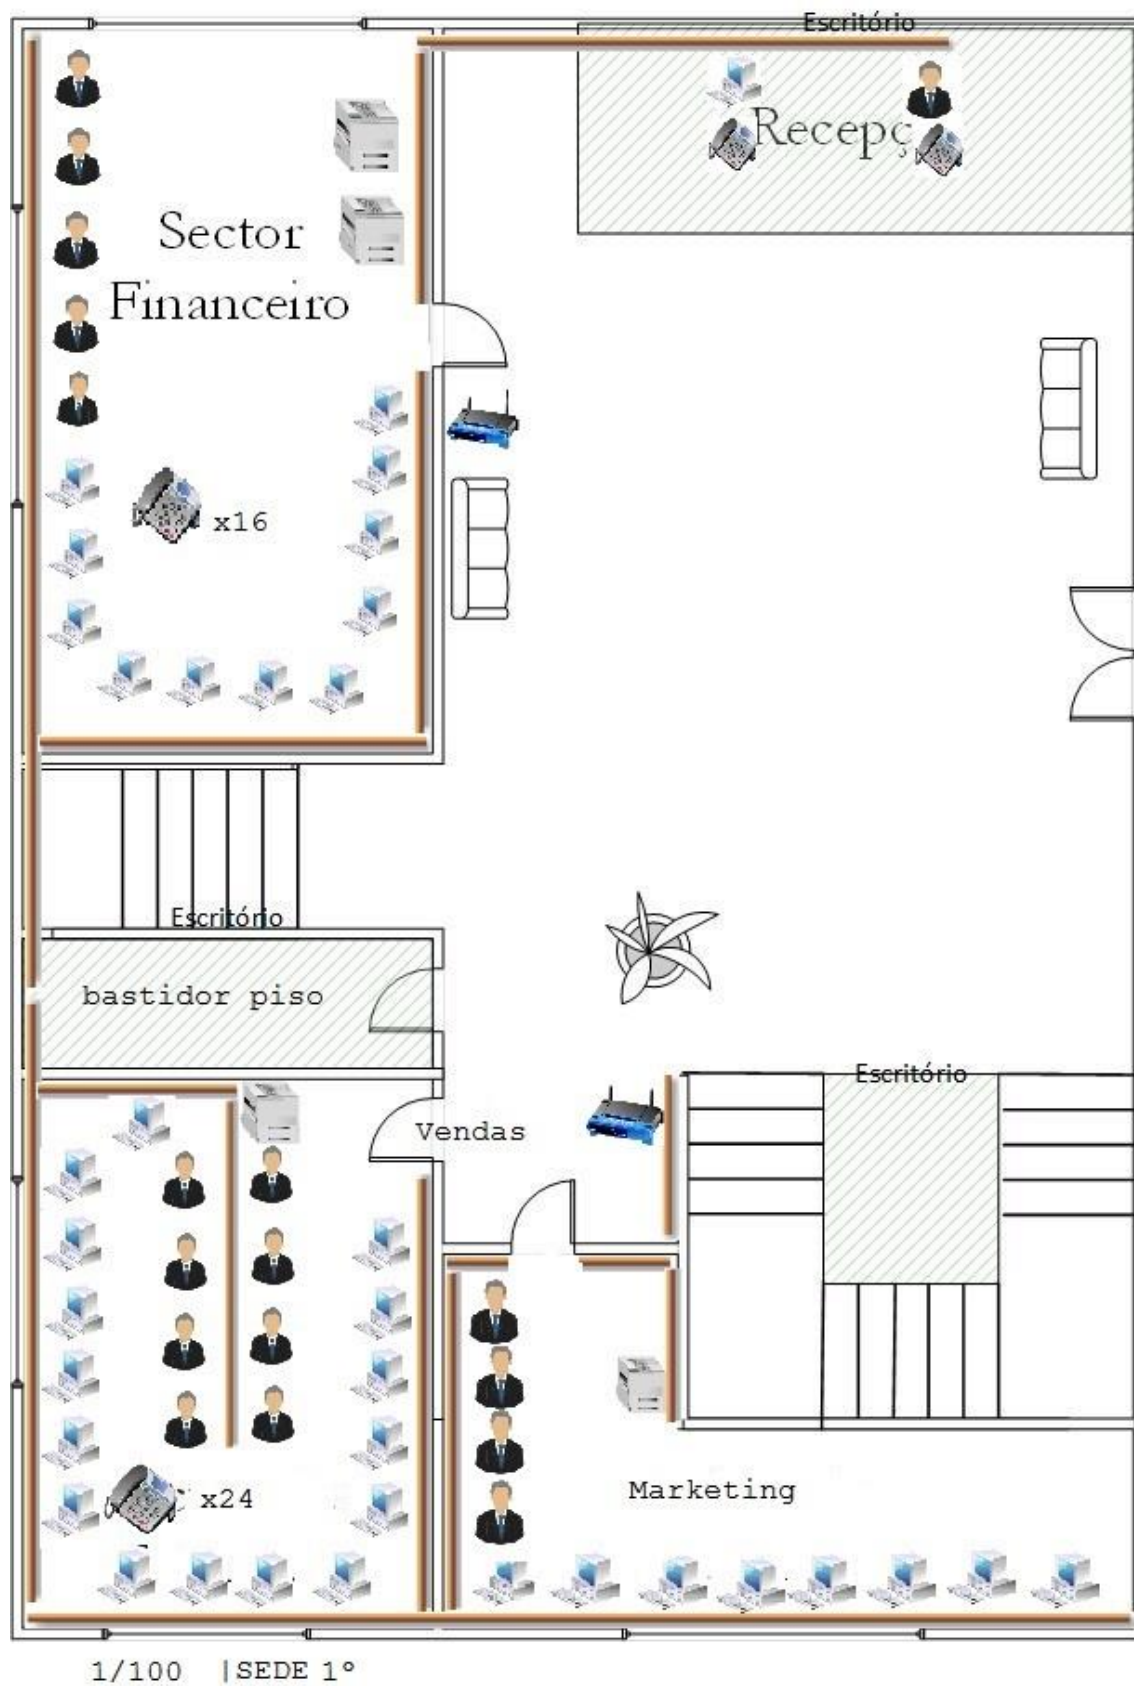 Escritório
Recepç
Sector
Financeiro
x16
Escritório
bastidor piso
Escritório
Vendas
x24
Marketing
1/100 |SEDE 1º